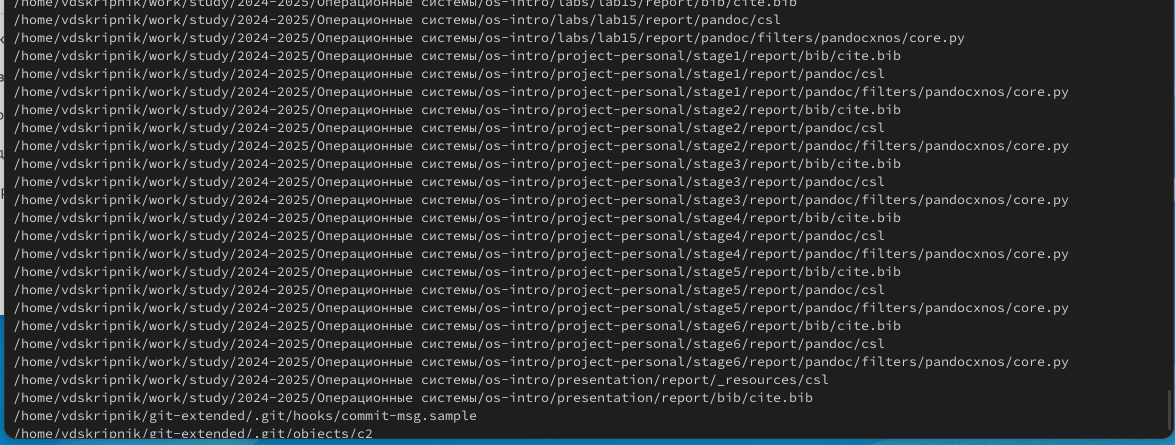 /home/vdskripnik/work/study/2024-2025/Операционные системы/os-intro/labs/lab15/report/bib/cite.bib
/home/vdskripnik/work/study/2024-2025/Операционные системы/os-intro/labs/lab15/report/pandoc/csl
/home/vdskripnik/work/study/2024-2025/Операционные системы/os-intro/labs/lab15/report/pandoc/filters/pandocxnos/core.py
/home/vdskripnik/work/study/2024-2025/Операционные системы/os-intro/project-personal/stage1/report/bib/cite.bib
/home/vdskripnik/work/study/2024-2025/Операционные системы/os-intro/project-personal/stage1/report/pandoc/csl
/home/vdskripnik/work/study/2024-2025/Операционные системы/os-intro/project-personal/stage1/report/pandoc/filters/pandocxnos/core.py
/home/vdskripnik/work/study/2024-2025/Операционные системы/os-intro/project-personal/stage2/report/bib/cite.bib
/home/vdskripnik/work/study/2024-2025/Операционные системы/os-intro/project-personal/stage2/report/pandoc/csl
/home/vdskripnik/work/study/2024-2025/Операционные системы/os-intro/project-personal/stage2/report/pandoc/filters/pandocxnos/core.py
/home/vdskripnik/work/study/2024-2025/Операционные системы/os-intro/project-personal/stage3/report/bib/cite.bib
/home/vdskripnik/work/study/2024-2025/Операционные системы/os-intro/project-personal/stage3/report/pandoc/csl
/home/vdskripnik/work/study/2024-2025/Операционные системы/os-intro/project-personal/stage3/report/pandoc/filters/pandocxnos/core.py
/home/vdskripnik/work/study/2024-2025/Операционные системы/os-intro/project-personal/stage4/report/bib/cite.bib
/home/vdskripnik/work/study/2024-2025/Операционные системы/os-intro/project-personal/stage4/report/pandoc/csl
/home/vdskripnik/work/study/2024-2025/Операционные системы/os-intro/project-personal/stage4/report/pandoc/filters/pandocxnos/core.py
/home/vdskripnik/work/study/2024-2025/Операционные системы/os-intro/project-personal/stage5/report/bib/cite.bib
/home/vdskripnik/work/study/2024-2025/Операционные системы/os-intro/project-personal/stage5/report/pandoc/csl
/home/vdskripnik/work/study/2024-2025/Операционные системы/os-intro/project-personal/stage5/report/pandoc/filters/pandocxnos/core.py
/home/vdskripnik/work/study/2024-2025/Операционные системы/os-intro/project-personal/stage6/report/bib/cite.bib
/home/vdskripnik/work/study/2024-2025/Операционные системы/os-intro/project-personal/stage6/report/pandoc/csl
/home/vdskripnik/work/study/2024-2025/Операционные системы/os-intro/project-personal/stage6/report/pandoc/filters/pandocxnos/core.py
/home/vdskripnik/work/study/2024-2025/Операционные системы/os-intro/presentation/report/_resources/csl
/home/vdskripnik/work/study/2024-2025/Операционные системы/os-intro/presentation/report/bib/cite.bib
/home/vdskripnik/git-extended/.git/hooks/commit-msg.sample
/home/vdskripnik/git-extended/.git/objects/c2